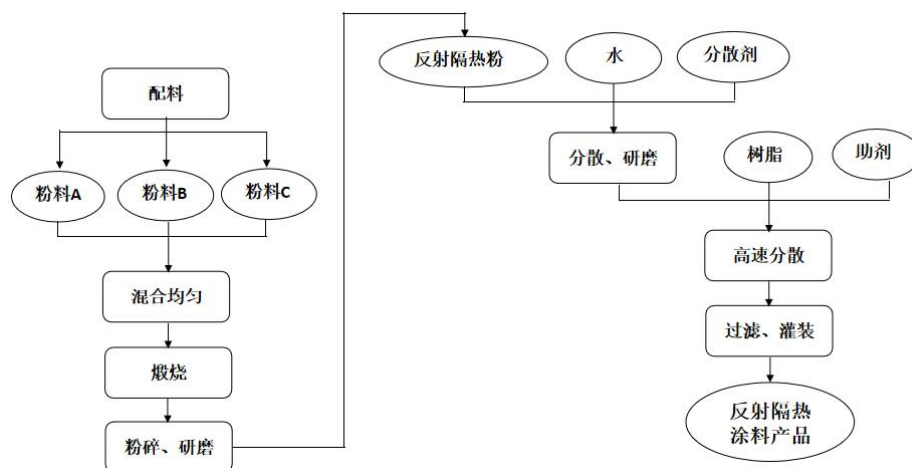 配料
粉料A
粉料B
粉料C
混合均匀
煅烧
粉碎、研磨
反射隔热粉
水
分散剂
分散、研磨
树脂
助剂
高速分散
过滤、灌装
反射隔热
涂料产品